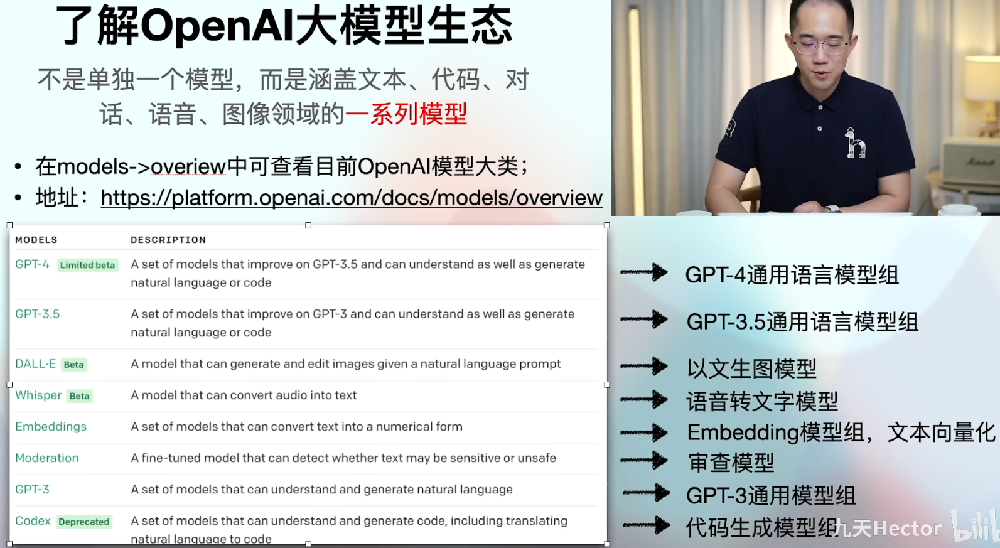 了解OpenAI大模型生态
不是单独一个模型，而是涵盖文本、代码、对
话、语音、图像领域的一系列模型
• 在models->overiew中可查看目前OpenAI模型大类；
• 地址：https://platform.openai.com/docs/models/overview
MODELS DESCRIPTION
GPT-4 Limited beta A set of models that improve on GPT-3.5 and can understand as well as generate
natural language or code
GPT-3.5 A set of models that improve on GPT-3 and can understand as well as generate
natural language or code
DALL·E Beta A model that can generate and edit images given a natural language prompt
Whisper Beta A model that can convert audio into text
Embeddings A set of models that can convert text into a numerical form
Moderation A fine-tuned model that can detect whether text may be sensitive or unsafe
GPT-3 A set of models that can understand and generate natural language
Codex Deprecated A set of models that can understand and generate code, including translating
natural language to code
GPT-4通用语言模型组
GPT-3.5通用语言模型组
以文生图模型
语音转文字模型
Embedding模型组，文本向量化
审查模型
GPT-3通用模型组
代码生成模型组
九天Hector
h
Marshall